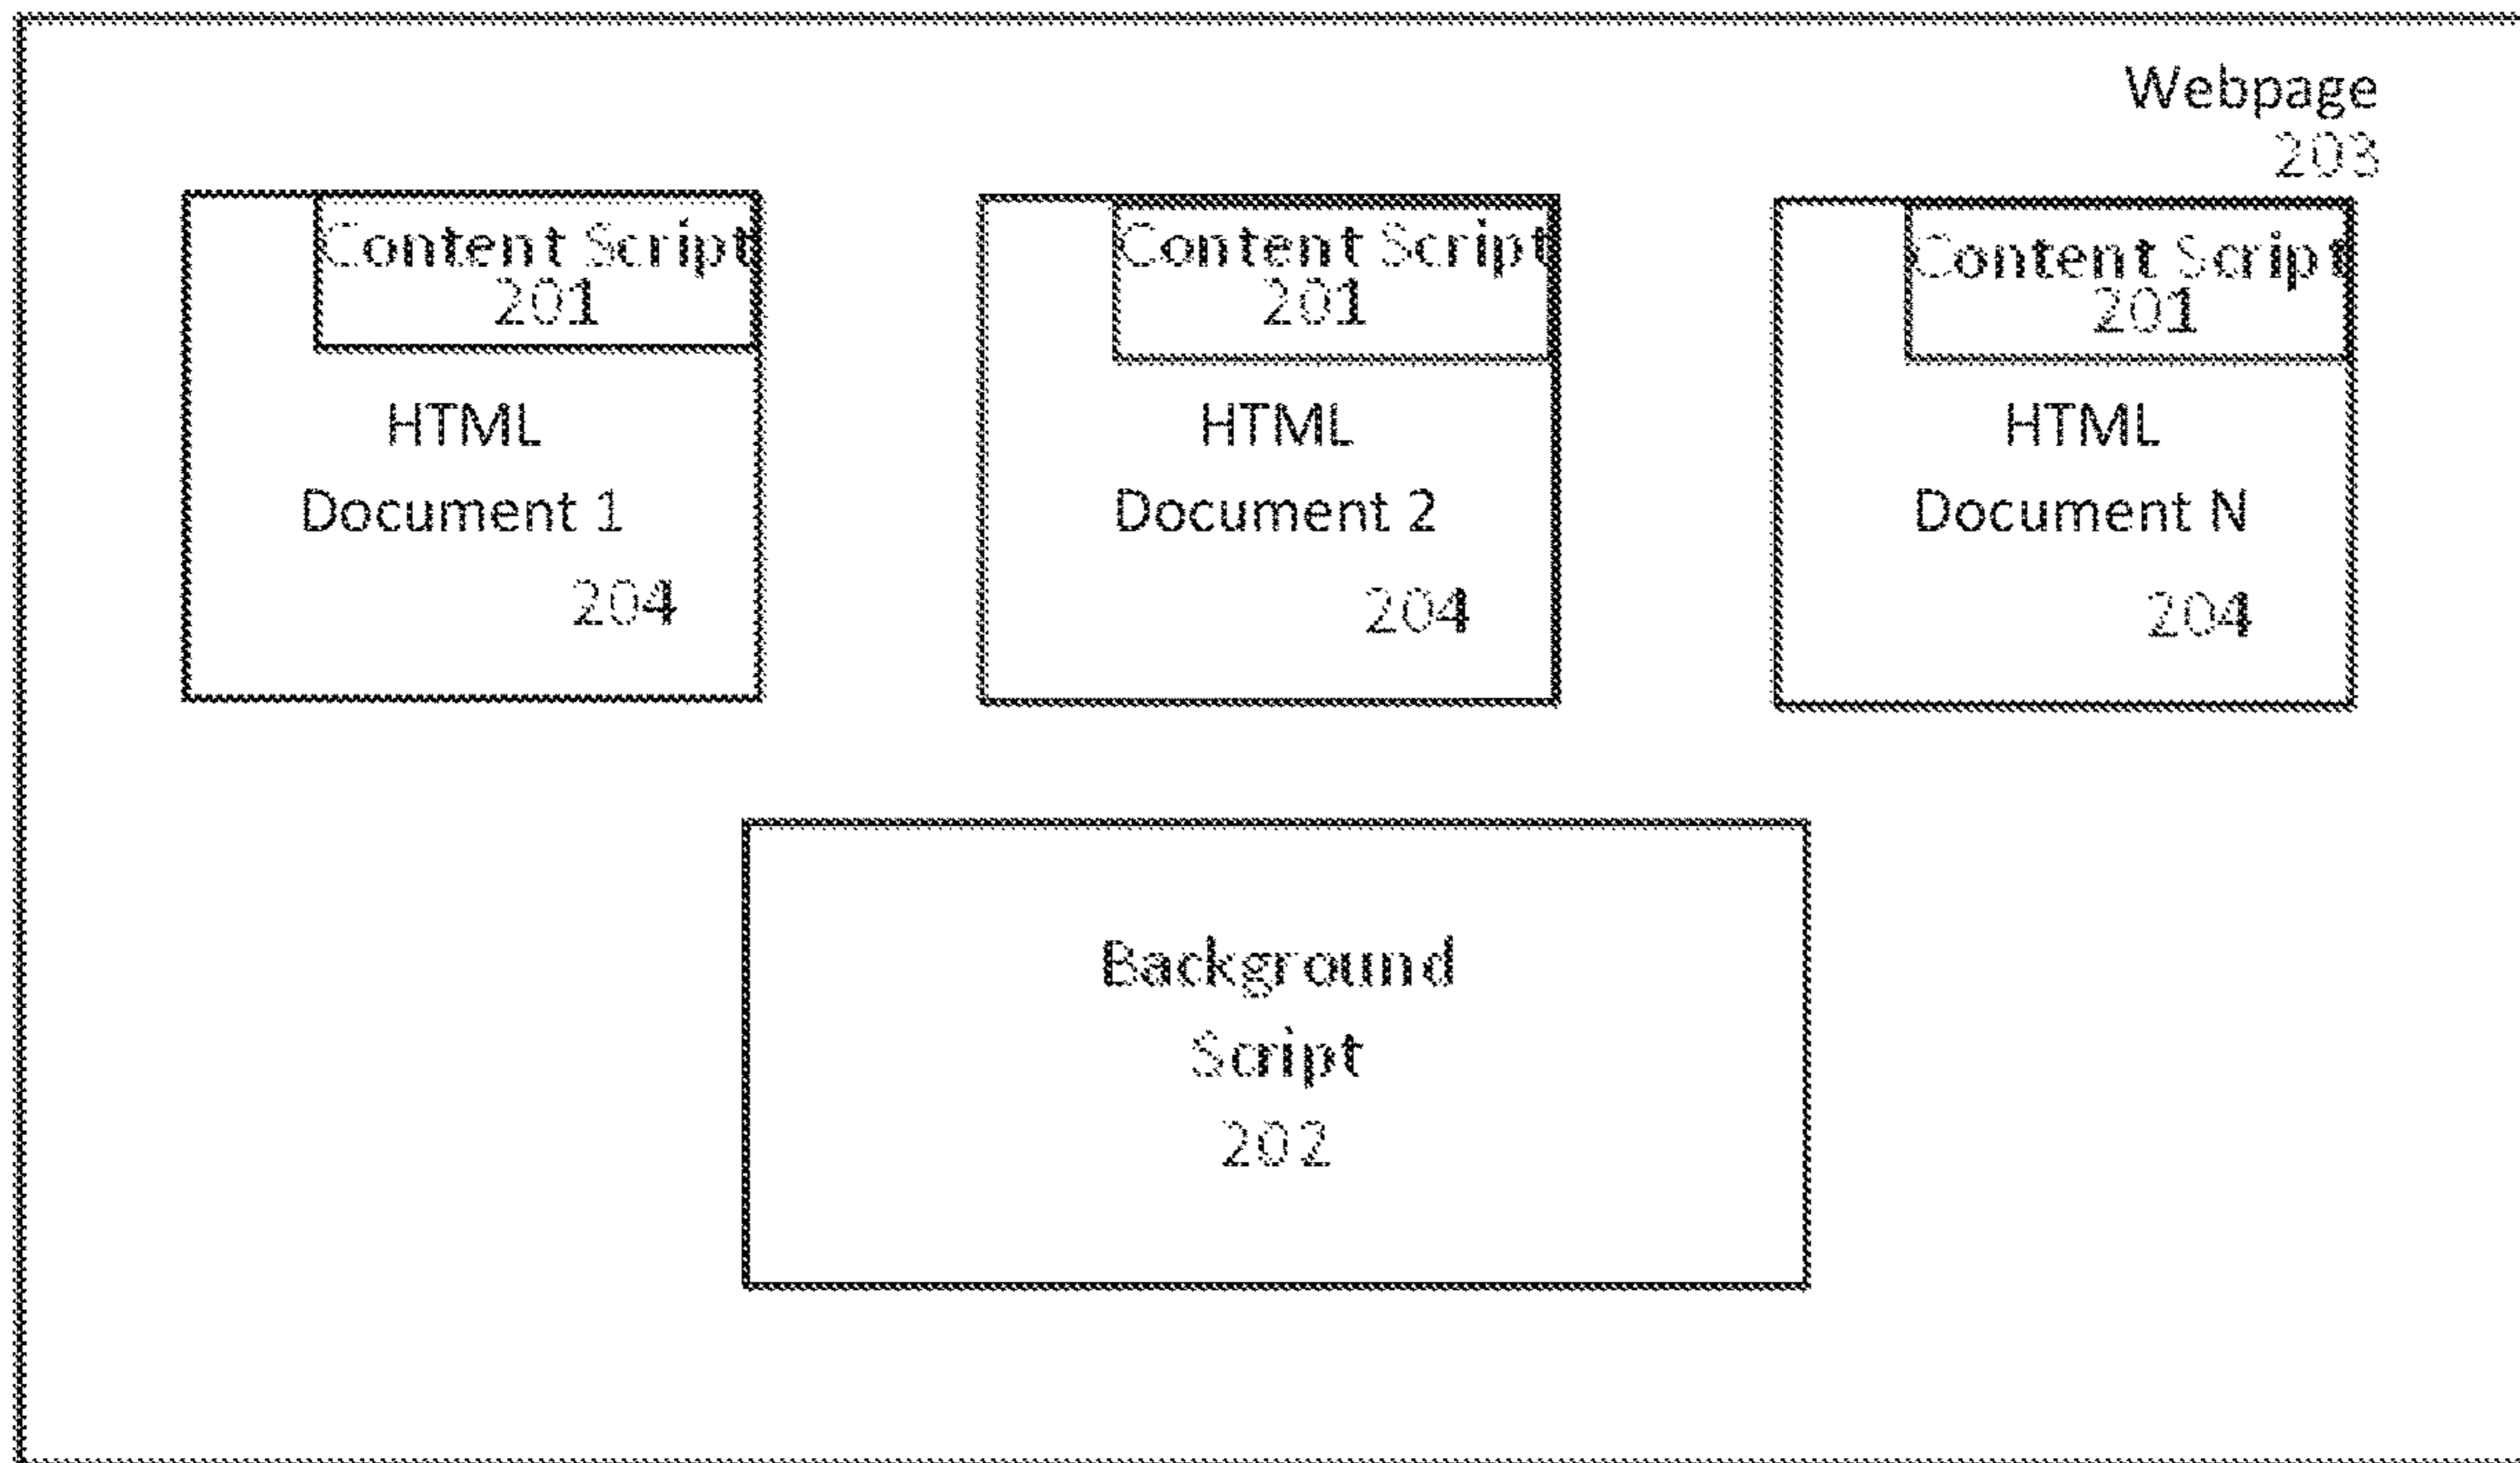 Webpage
203
Content Script
201
HTML
Document 1
204
Content Script
201
HTML
Document 2
204
Content Script
201
HTML
Document N
204
Background
Script
202